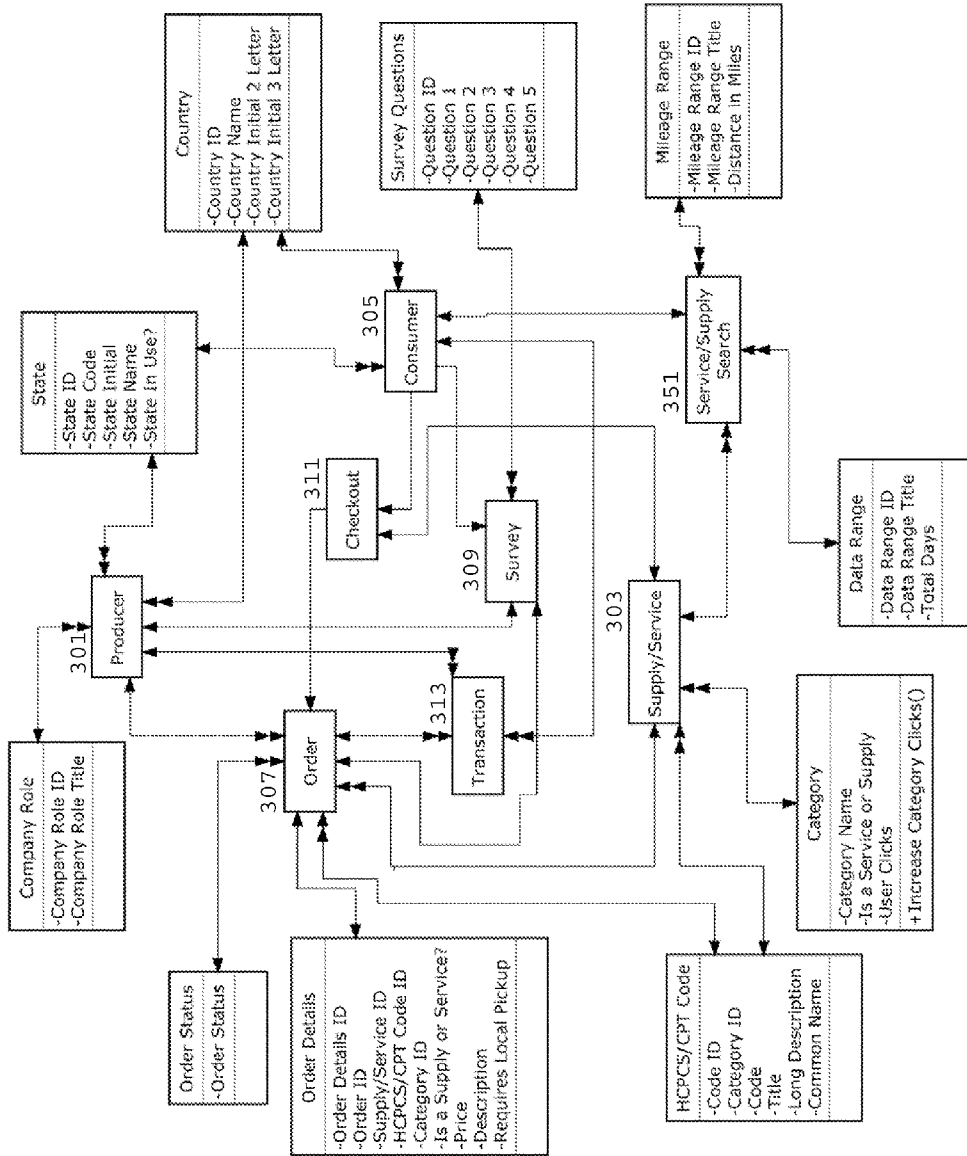 Company Role
-Company Role ID
-Company Role Title
State
-State ID
-State Code
-State Initial
-State Name
-State In Use?
Country
-Country ID
-Country Name
-Country Initial 2 Letter
-Country Initial 3 Letter
Order Status
-Order Status
301
Producer
Order Details
-Order Details ID
-Order ID
-Supply/Service ID
-HCPCS/CPT Code ID
-Category ID
-Is a Supply or Service?
-Price
-Description
-Requires Local Pickup
307
Order
311
Checkout
305
Consumer
Survey Questions
-Question ID
-Question 1
-Question 2
-Question 3
-Question 4
-Question 5
313
Transaction
309
Survey
303
Supply/Service
351
Service/Supply
Search
Mileage Range
-Mileage Range ID
-Mileage Range Title
-Distance in Miles
HCPCS/CPT Code
-Code ID
-Category ID
-Code
-Title
-Long Description
-Common Name
Category
-Category Name
-Is a Service or Supply
-User Clicks
+Increase Category Clicks()
Data Range
-Data Range ID
-Data Range Title
-Total Days